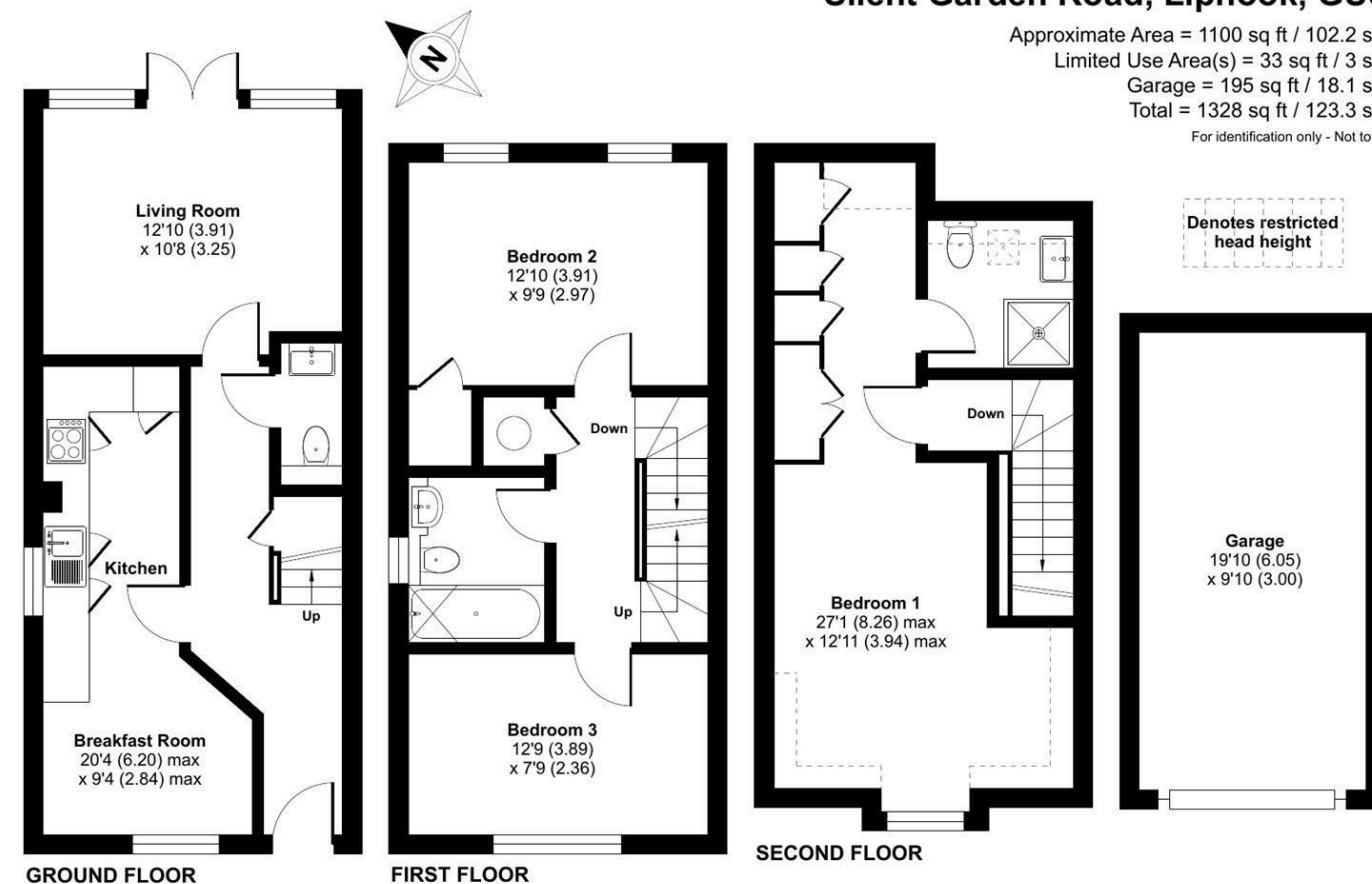 Silent Garden Road, Liphook,
Approximate Area = 1100 sq ft / 102.2 s
Limited Use Area(s) = 33 sq ft / 3 s
Garage = 195 sq ft / 18.1 s
Total = 1328 sq ft / 123.3 s
For identification only - Not to
N
Denotes restricted
head height
Living Room
12'10 (3.91)
x 10'8 (3.25)
Kitchen
Up
Breakfast Room
20'4 (6.20) max
x 9'4 (2.84) max
GROUND FLOOR
Bedroom 2
12'10 (3.91)
x 9'9 (2.97)
Down
Up
Bedroom 3
12'9 (3.89)
x 7'9 (2.36)
FIRST FLOOR
Down
Bedroom 1
27'1 (8.26) max
x 12'11 (3.94) max
SECOND FLOOR
Garage
19'10 (6.05)
x 9'10 (3.00)